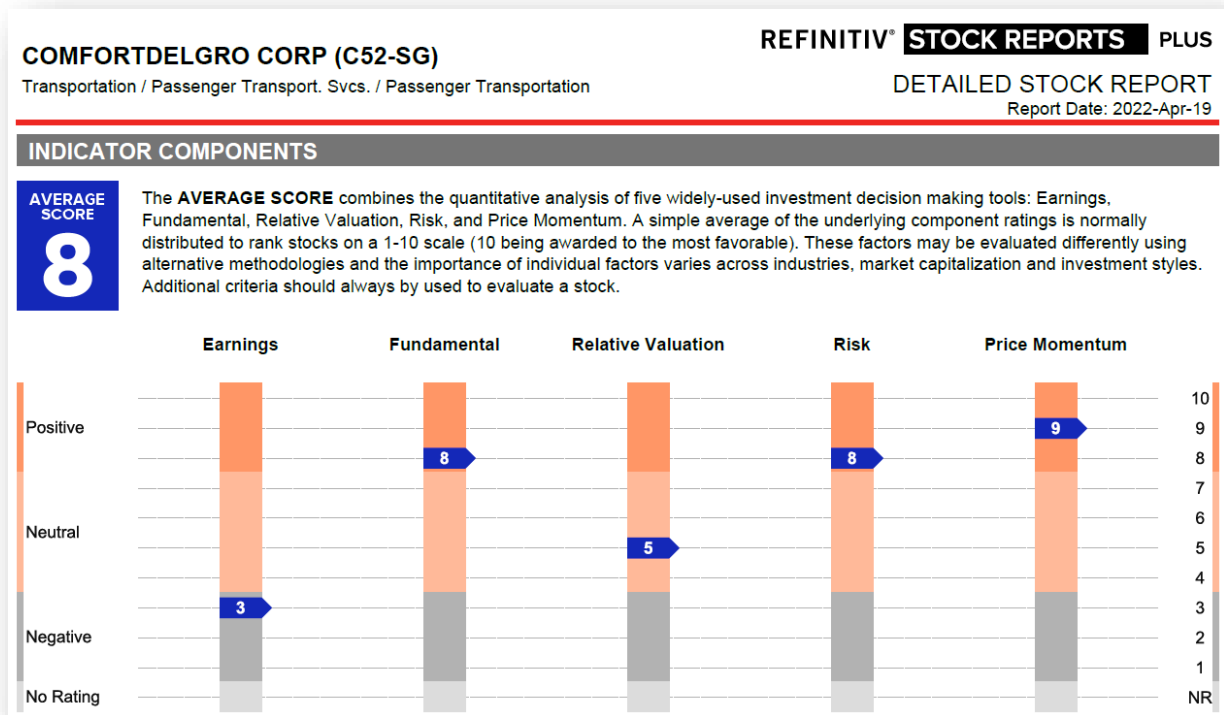 COMFORTDELGRO CORP (C52-SG)
Transportation / Passenger Transport. Svcs. / Passenger Transportation
REFINITIV® STOCK REPORTS PLUS
DETAILED STOCK REPORT
Report Date: 2022-Apr-19
INDICATOR COMPONENTS
AVERAGE
SCORE
8
The AVERAGE SCORE combines the quantitative analysis of five widely-used investment decision making tools: Earnings,
Fundamental, Relative Valuation, Risk, and Price Momentum. A simple average of the underlying component ratings is normally
distributed to rank stocks on a 1-10 scale (10 being awarded to the most favorable). These factors may be evaluated differently using
alternative methodologies and the importance of individual factors varies across industries, market capitalization and investment styles.
Additional criteria should always by used to evaluate a stock.
Earnings Fundamental Relative Valuation Risk Price Momentum
10
Positive 9 9
8 8 8
7
6
Neutral
5 5
4
3 3
Negative 2
1
No Rating NR